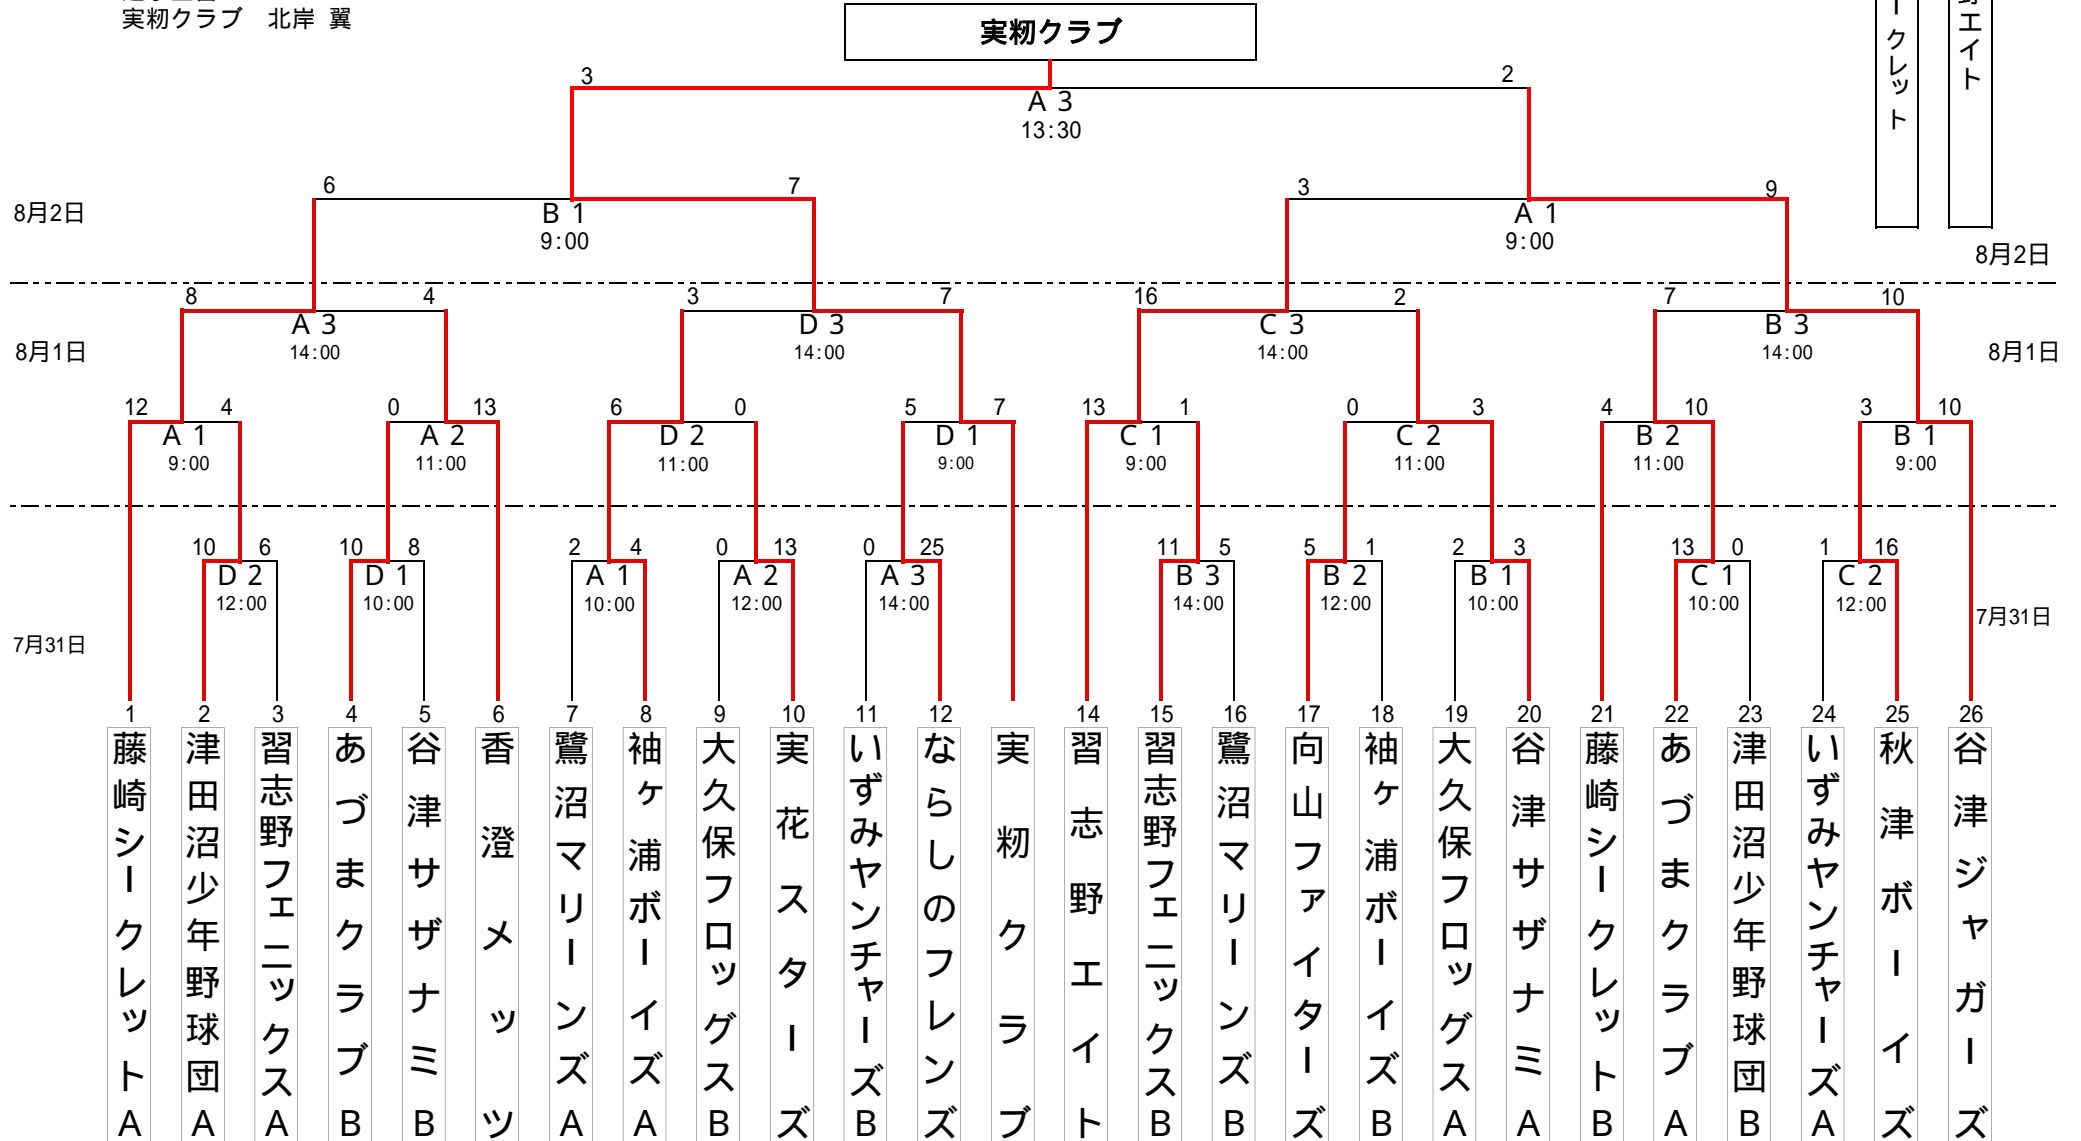 実籾クラブ 北岸 翼
実籾クラブ
ークレット
エイト
3
2
A 3
13:30
8月2日
6
7
3
9
B 1
9:00
A 1
9:00
8月2日
8
4
3
7
16
2
7
10
A 3
D 3
C 3
B 3
8月1日
14:00
14:00
14:00
14:00
8月1日
12
4
0
13
6
0
5
7
13
1
0
3
4
10
3
10
A 1
A 2
D 2
D 1
C 1
C 2
B 2
B 1
9:00
11:00
11:00
9:00
9:00
11:00
11:00
9:00
10
6
10
8
2
4
0
13
0
25
11
5
5
1
2
3
13
0
1
16
D 2
D 1
A 1
A 2
A 3
B 3
B 2
B 1
C 1
C 2
12:00
10:00
10:00
12:00
14:00
14:00
12:00
10:00
10:00
12:00
7月31日
7月31日
1
2
3
4
5
6
7
8
9
10
11
12
14
15
16
17
18
19
20
21
22
23
24
25
26
藤崎シークレットA
津田沼少年野球団A
習志野フェニックスA
あづまクラブB
谷津サザナミB
香澄メッツ
鷺沼マリーンズA
袖ヶ浦ボーイズA
大久保フロッグスB
実花スターズ
いずみヤンチャーズB
ならしのフレンズ
実籾クラブ
習志野エイト
習志野フェニックスB
鷺沼マリーンズB
向山ファイターズ
袖ヶ浦ボーイズB
大久保フロッグスA
谷津サザナミA
藤崎シークレットB
あづまクラブA
津田沼少年野球団B
いずみヤンチャーズA
秋津ボーイズ
谷津ジャガーズ